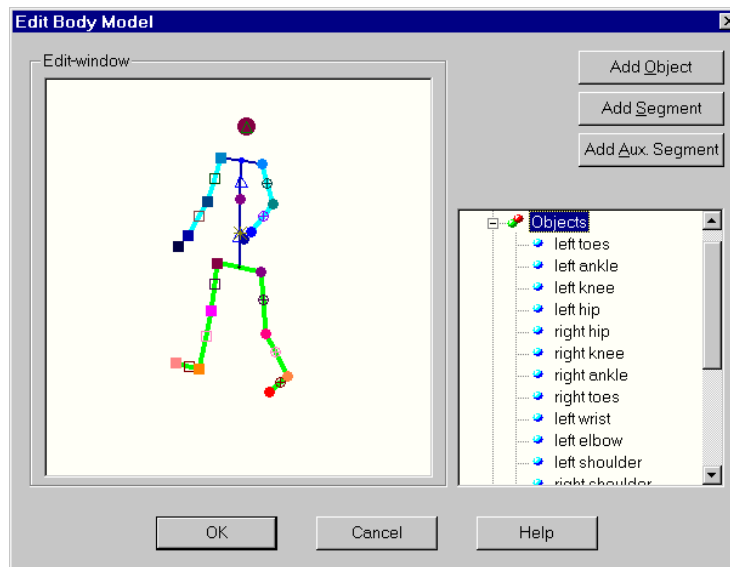 Edit Body Model
Edit-window
Add Object
Add Segment
Add Aux. Segment
Objects
left toes
left ankle
left knee
left hip
right hip
right knee
right ankle
right toes
left wrist
left elbow
left shoulder
right shoulder
OK
Cancel
Help